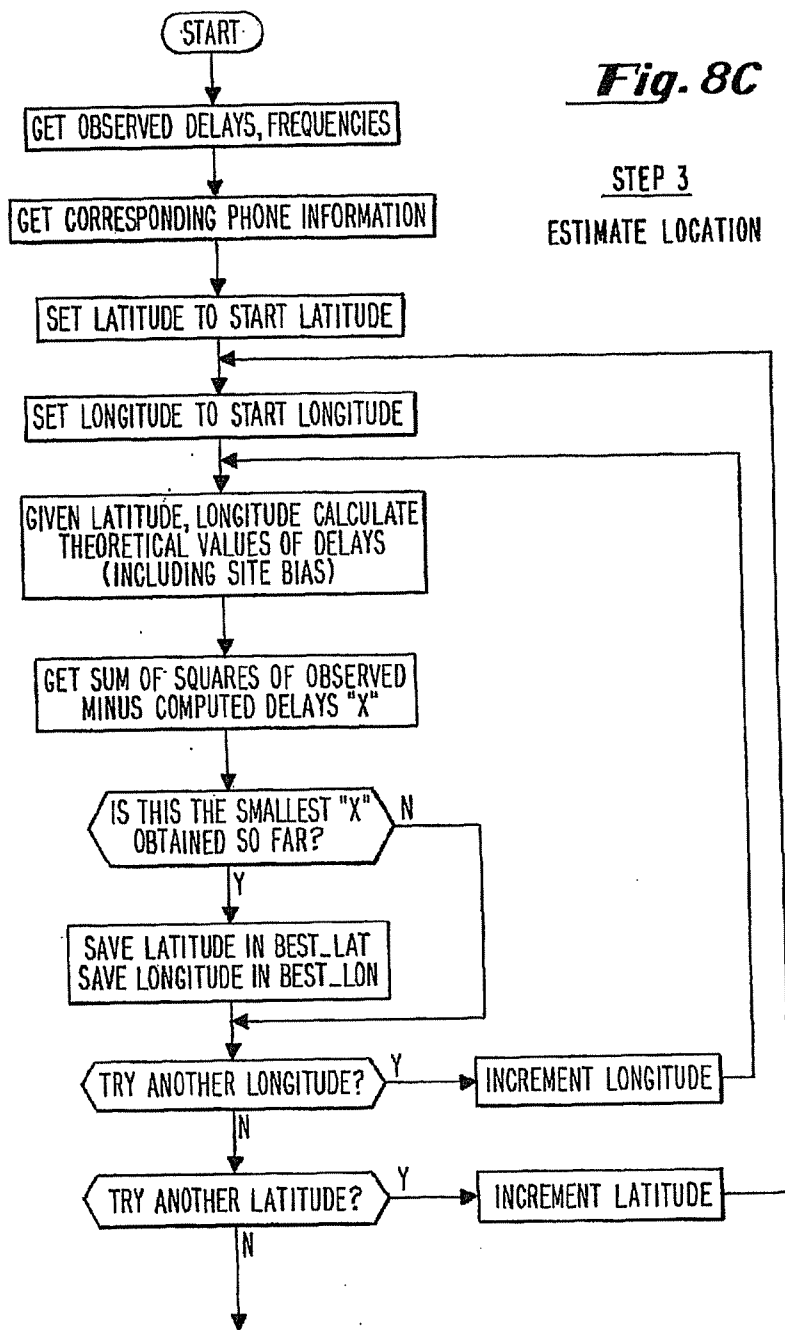 START
Fig. 8C
GET OBSERVED DELAYS, FREQUENCIES
STEP 3
ESTIMATE LOCATION
GET CORRESPONDING PHONE INFORMATION
SET LATITUDE TO START LATITUDE
SET LONGITUDE TO START LONGITUDE
GIVEN LATITUDE, LONGITUDE CALCULATE
THEORETICAL VALUES OF DELAYS
(INCLUDING SITE BIAS)
GET SUM OF SQUARES OF OBSERVED
MINUS COMPUTED DELAYS "X"
IS THIS THE SMALLEST "X"
OBTAINED SO FAR?
N
Y
SAVE LATITUDE IN BEST_LAT
SAVE LONGITUDE IN BEST_LON
TRY ANOTHER LONGITUDE?
Y
INCREMENT LONGITUDE
N
TRY ANOTHER LATITUDE?
Y
INCREMENT LATITUDE
N